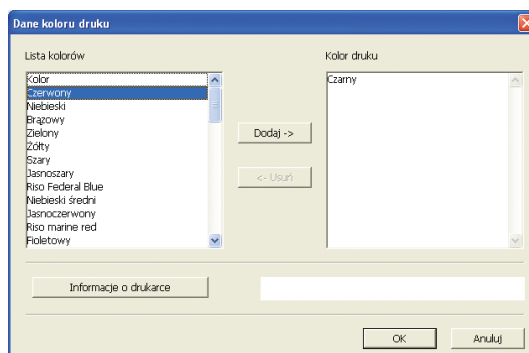 Dane koloru druku
Lista kolorów
Kolor druku
Kolor
Czerwony
Niebieski
Brązowy
Zielony
Żółty
Szary
Jasnoszary
Riso Federal Blue
Niebieski średni
Jasnoczerwony
Riso marine red
Fioletowy
Dodaj ->
<- Usuń
Czarny
Informacje o drukarce
OK
Anuluj